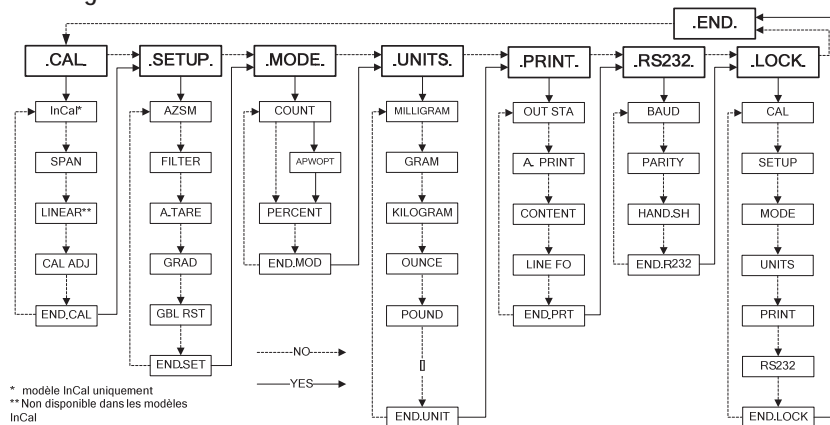 .END.
.CAL. .SETUP. .MODE. .UNITS. .PRINT. .RS232. .LOCK.
InCal* AZSM COUNT MILLIGRAM OUT STA BAUD CAL
SPAN FILTER APWOPT GRAM A. PRINT PARITY SETUP
LINEAR** A.TARE PERCENT KILOGRAM CONTENT HAND.SH MODE
CAL ADJ GRAD END.MOD OUNCE LINE FO END.R232 UNITS
END.CAL GBL RST POUND END.PRT PRINT
END.SET [] RS232
END.UNIT END.LOCK
NO
YES
* modèle InCal uniquement
** Non disponible dans les modèles
InCal